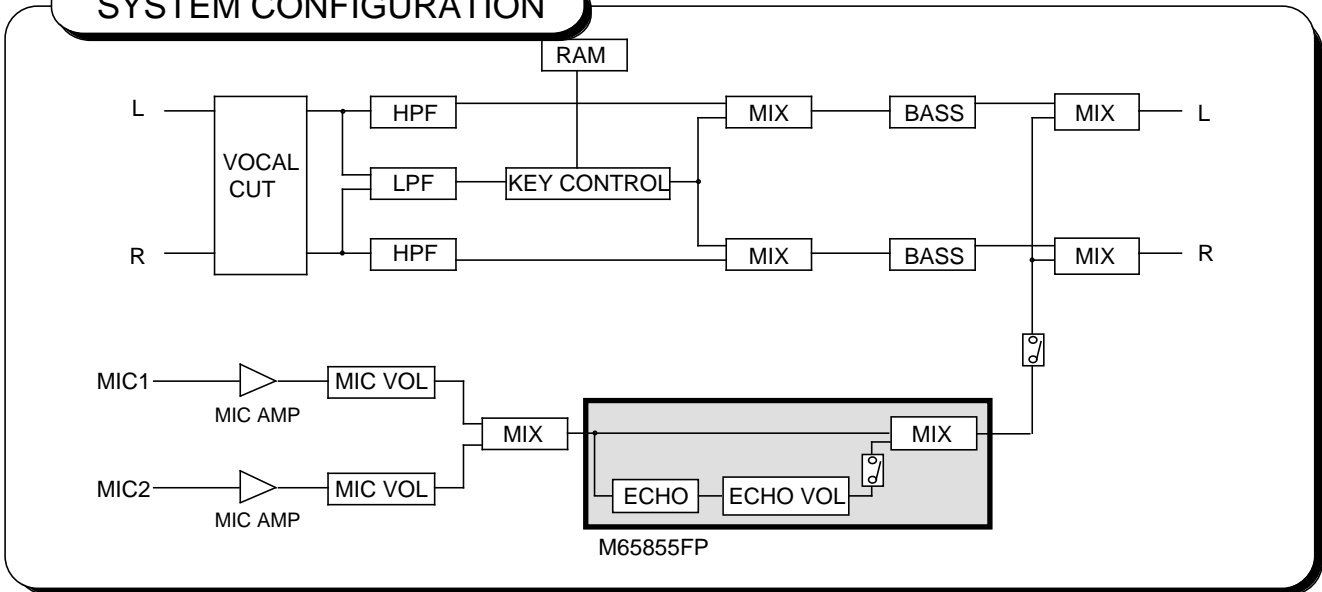 SYSTEM CONFIGURATION
RAM
L HPF MIX BASS MIX L
VOCAL
CUT
LPF KEY CONTROL
R HPF MIX BASS MIX R
MIC1 MIC VOL
MIC AMP
MIX MIX
MIC2 MIC VOL ECHO ECHO VOL
MIC AMP
M65855FP